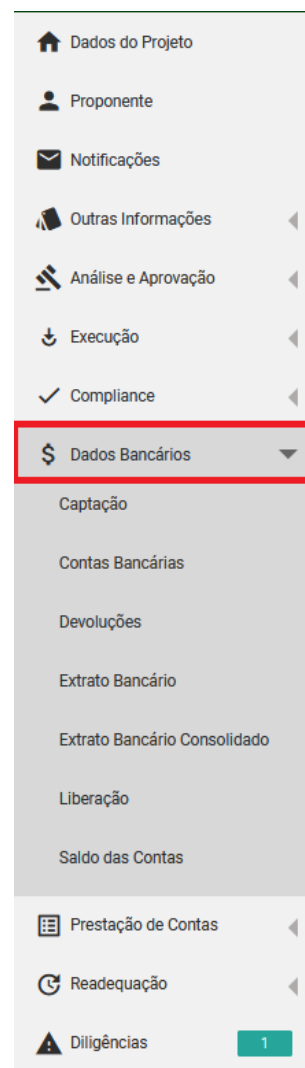 Dados do Projeto
Proponente
Notificações
Outras Informações
Análise e Aprovação
Execução
Compliance
Dados Bancários
Captação
Contas Bancárias
Devoluções
Extrato Bancário
Extrato Bancário Consolidado
Liberação
Saldo das Contas
Prestação de Contas
Readequação
Diligências 1